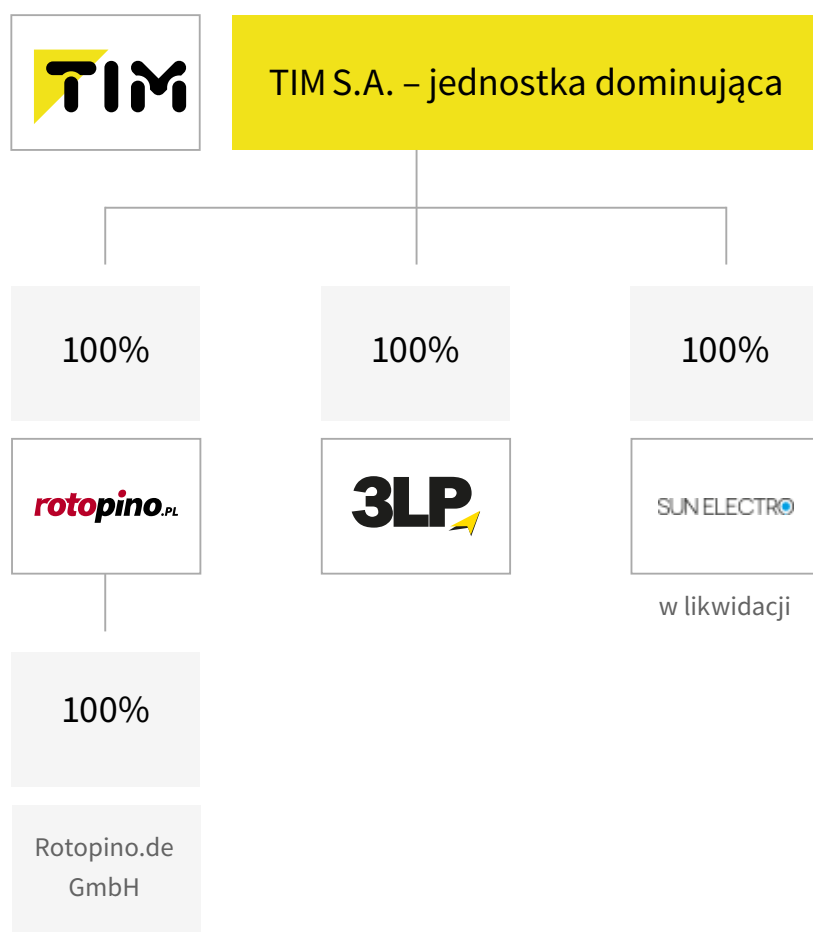 TIM
TIM S.A. – jednostka dominująca
100%
100%
100%
rotopino.PL
3LP
SUN ELECTRO
w likwidacji
100%
Rotopino.de
GmbH